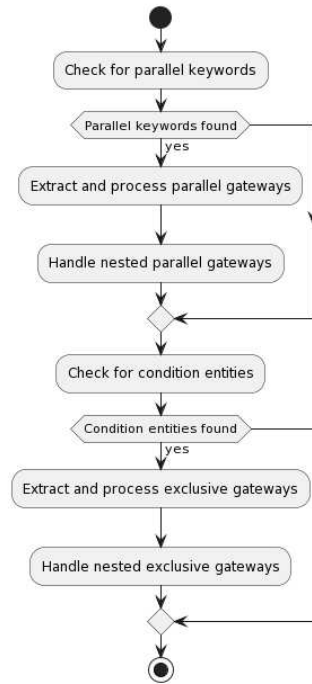 Check for parallel keywords
Parallel keywords found
yes
Extract and process parallel gateways
Handle nested parallel gateways
Check for condition entities
Condition entities found
yes
Extract and process exclusive gateways
Handle nested exclusive gateways